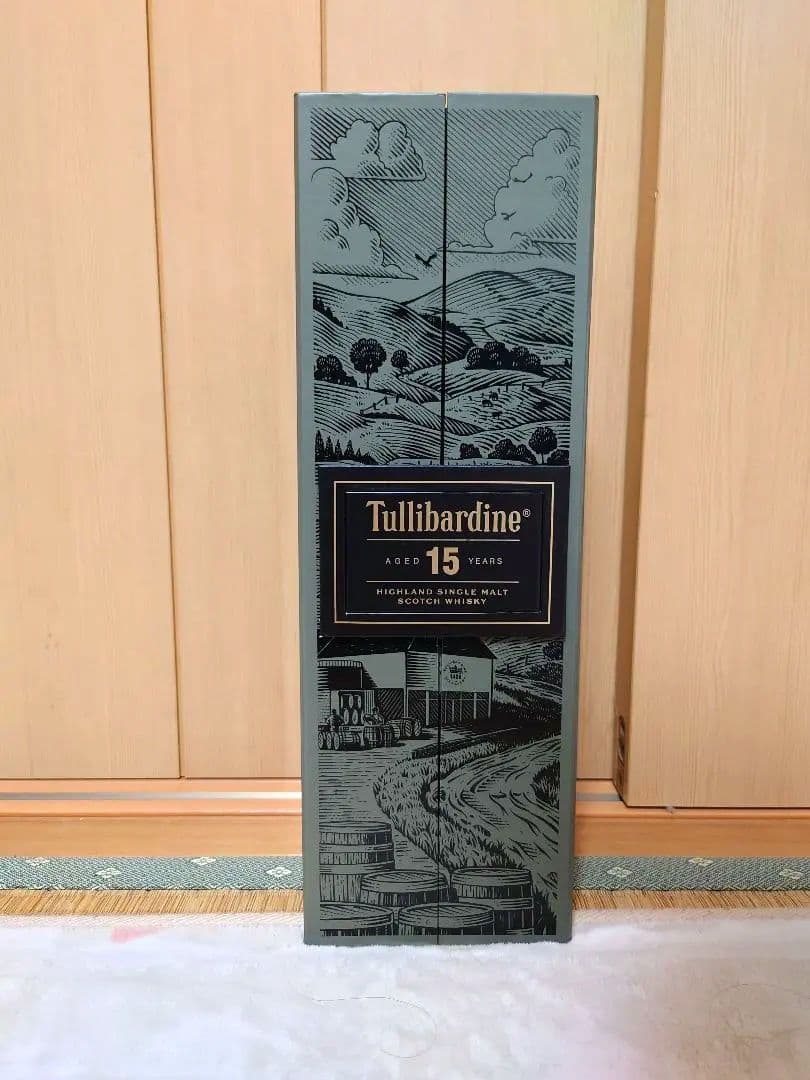 Tullibardine®
AGED 15 YEARS
HIGHLAND SINGLE MALT
SCOTCH WHISKY